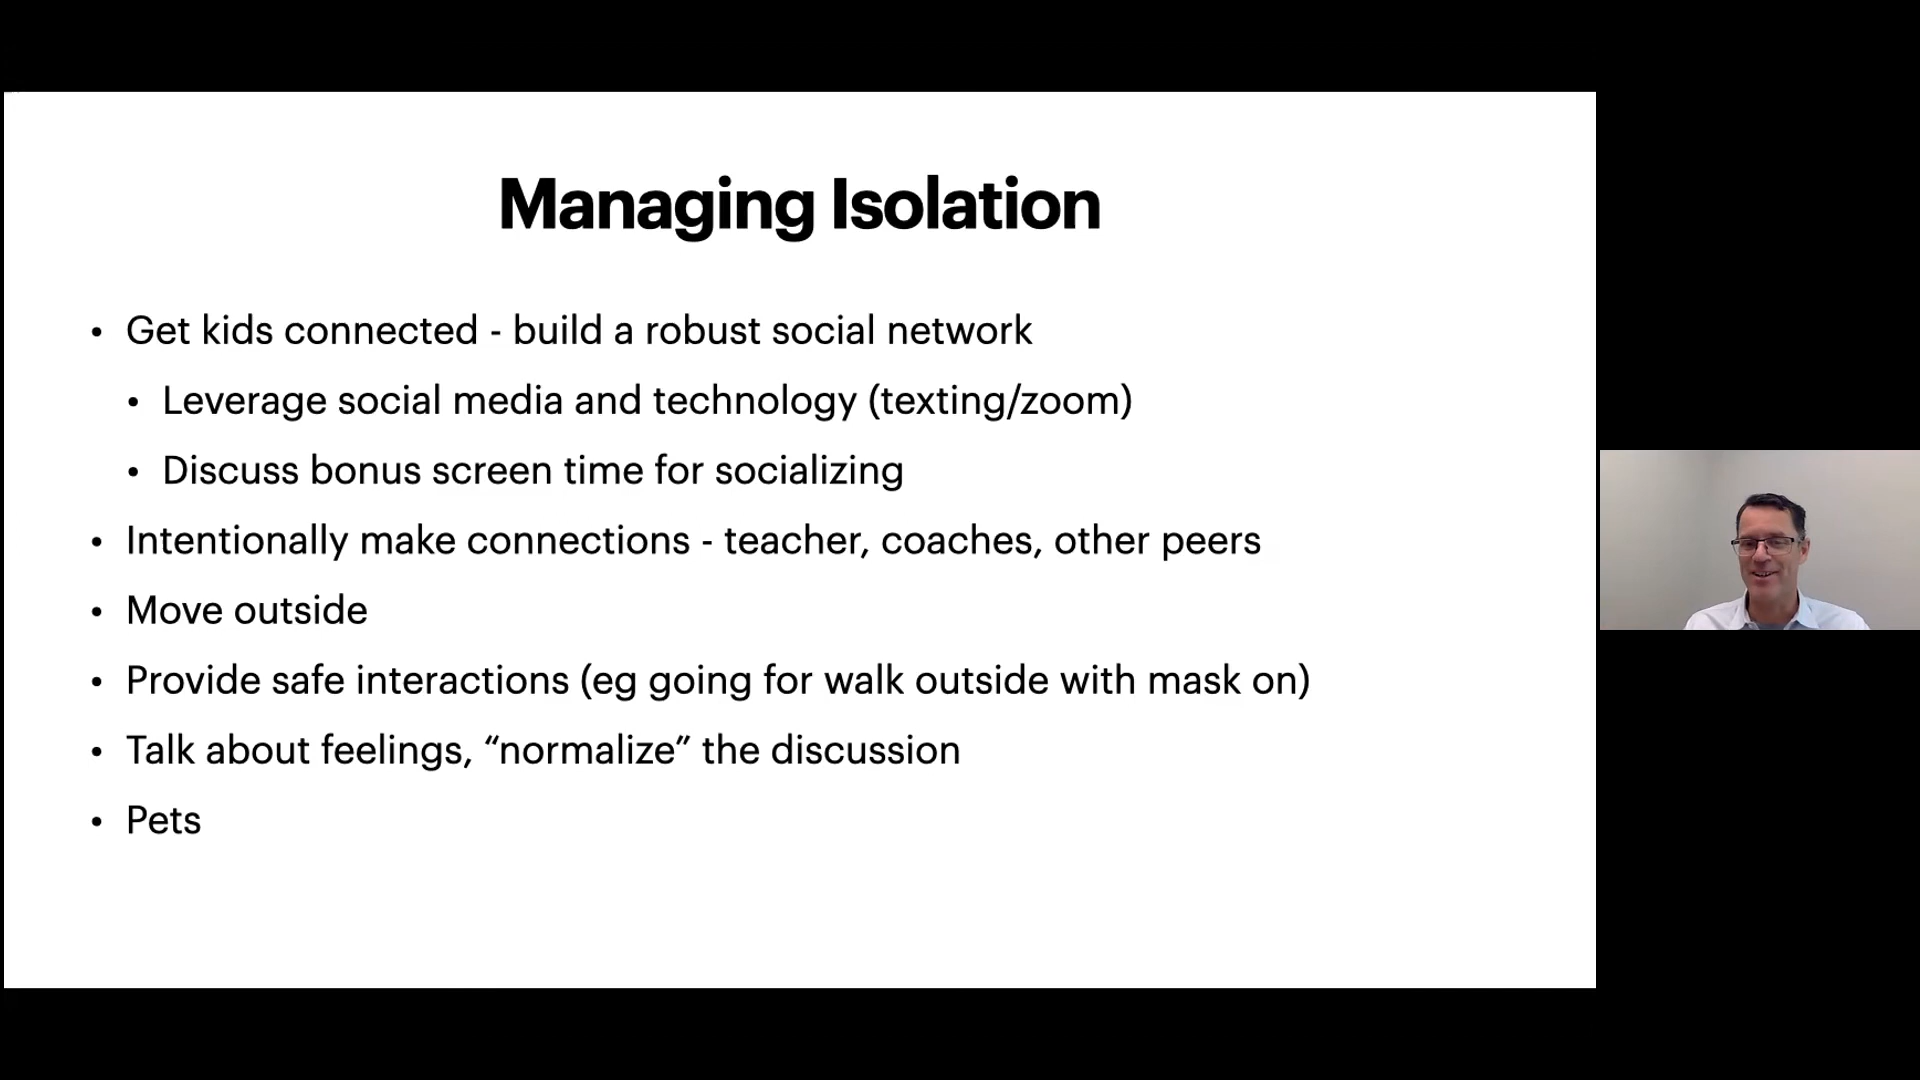 Managing Isolation
• Get kids connected - build a robust social network
• Leverage social media and technology (texting/zoom)
• Discuss bonus screen time for socializing
• Intentionally make connections - teacher, coaches, other peers
• Move outside
• Provide safe interactions (eg going for walk outside with mask on)
• Talk about feelings, “normalize” the discussion
• Pets